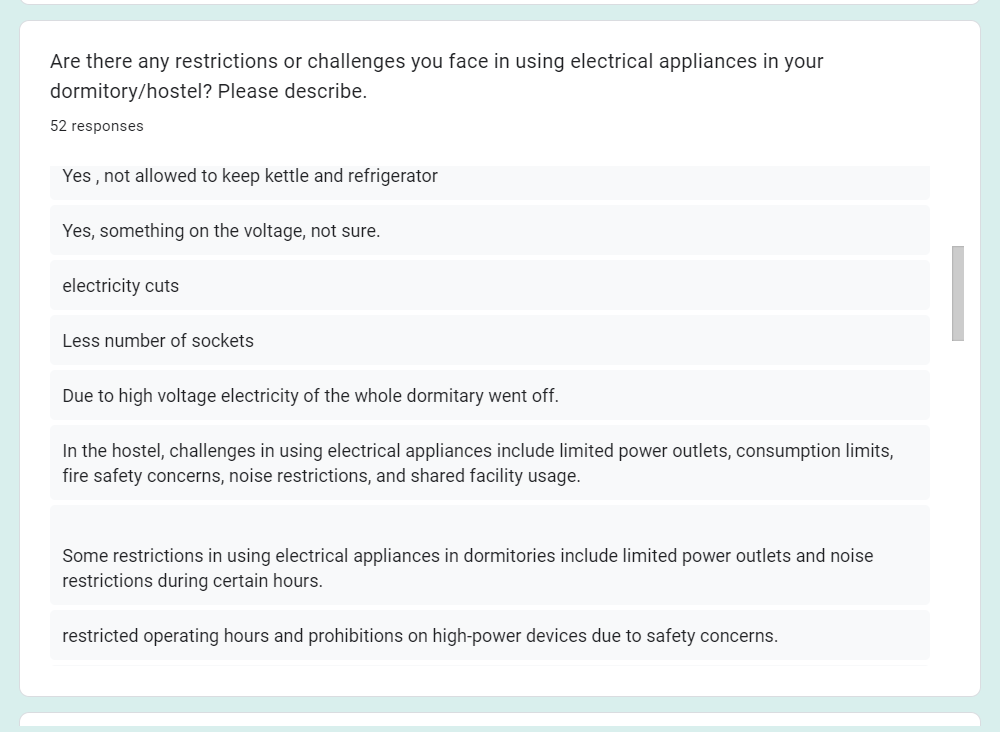 Are there any restrictions or challenges you face in using electrical appliances in your
dormitory/hostel? Please describe.
52 responses
Yes , not allowed to keep kettle and refrigerator
Yes, something on the voltage, not sure.
electricity cuts
Less number of sockets
Due to high voltage electricity of the whole dormitary went off.
In the hostel, challenges in using electrical appliances include limited power outlets, consumption limits,
fire safety concerns, noise restrictions, and shared facility usage.
Some restrictions in using electrical appliances in dormitories include limited power outlets and noise
restrictions during certain hours.
restricted operating hours and prohibitions on high-power devices due to safety concerns.